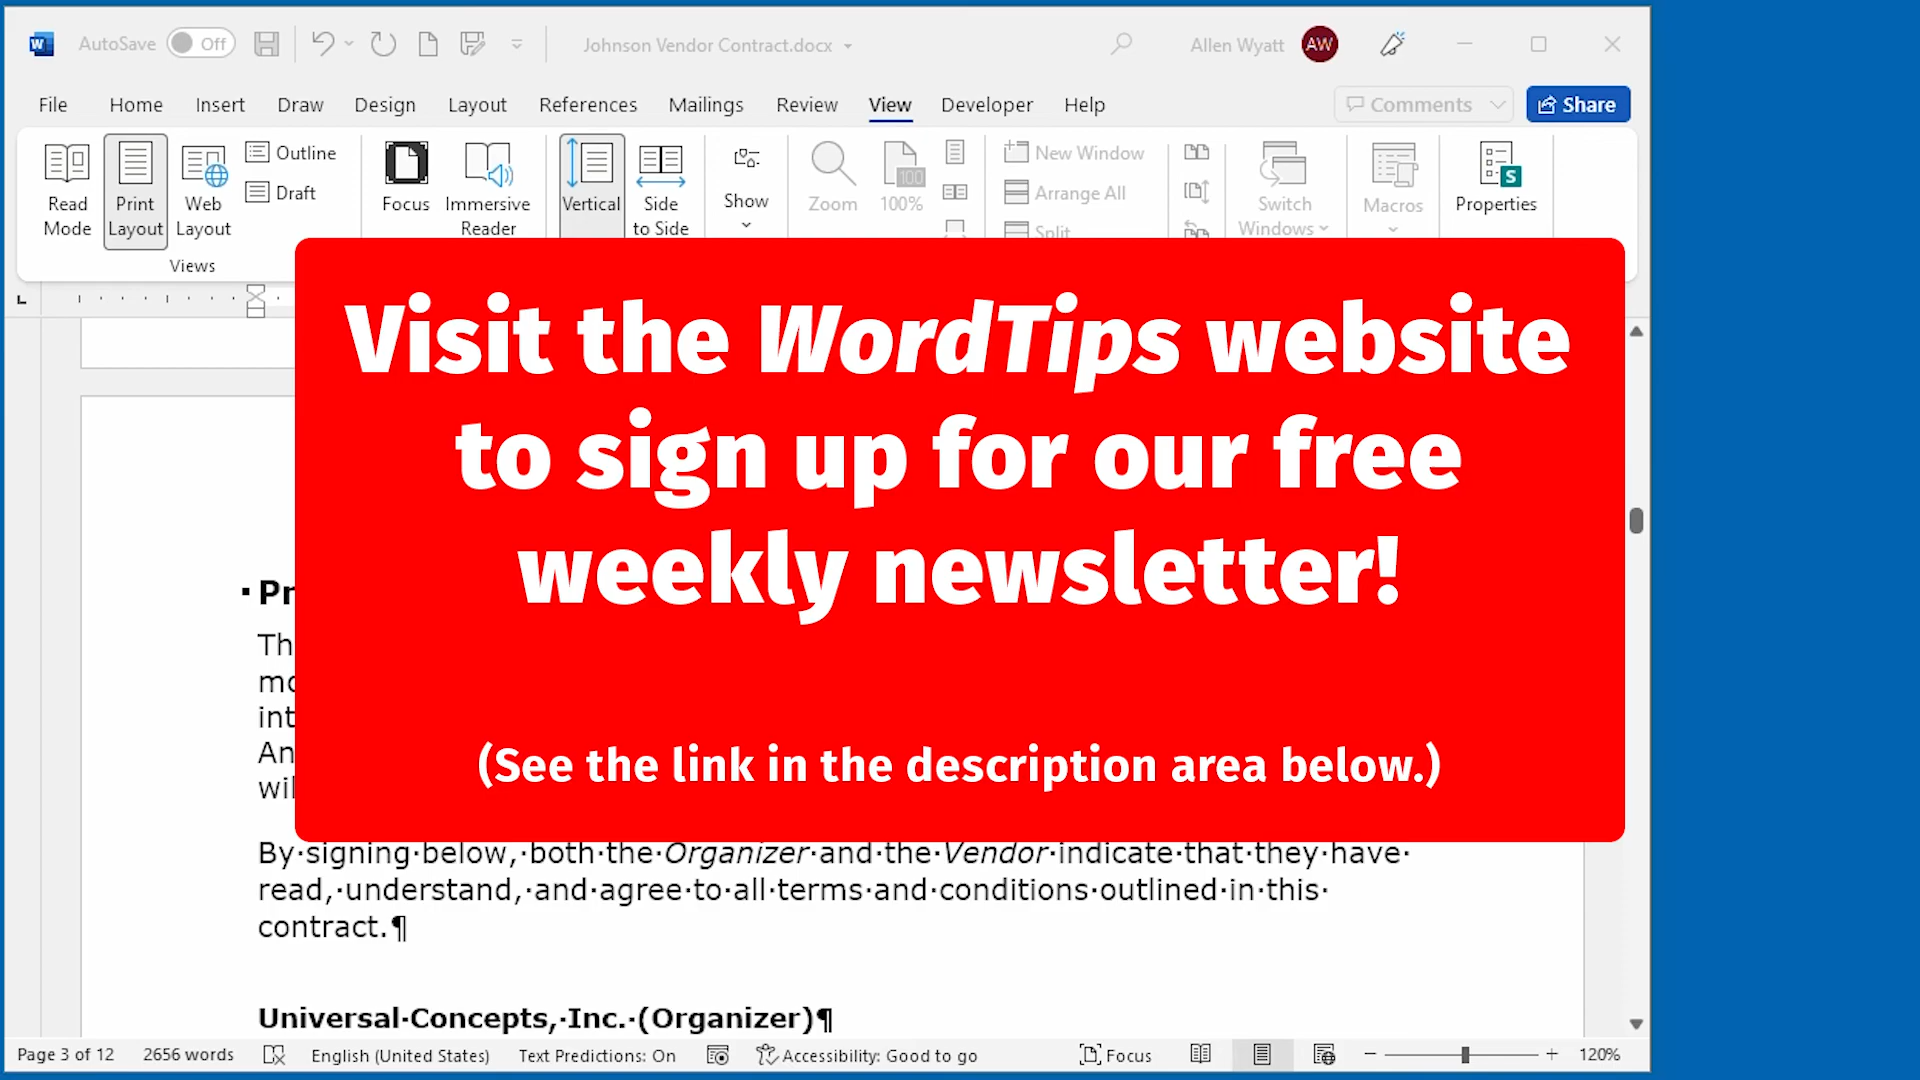 AutoSave Off Johnson Vendor Contract.docx Allen Wyatt AW
File Home Insert Draw Design Layout References Mailings Review View Developer Help Comments Share
Read Mode
Print Layout
Web Layout
Outline
Draft
Views
Focus
Immersive Reader
Vertical
Side to Side
Show
Zoom
100
100%
New Window
Arrange All
Split
Switch Windows
Macros
S
Properties
Visit the WordTips website
to sign up for our free
weekly newsletter!
(See the link in the description area below.)
By·signing·below,·both·the·Organizer·and·the·Vendor·indicate·that·they·have·
read,·understand,·and·agree·to·all·terms·and·conditions·outlined·in·this·
contract.¶
Universal·Concepts,·Inc.·(Organizer)¶
Page 3 of 12 2656 words English (United States) Text Predictions: On Accessibility: Good to go Focus 120%